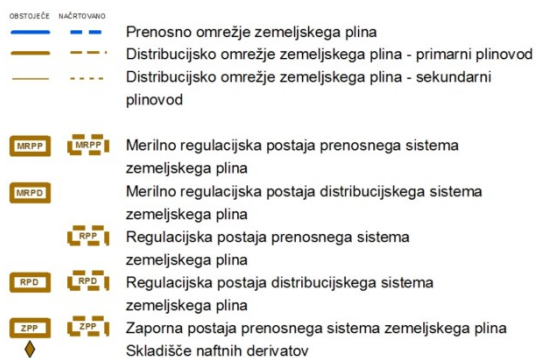 OBSTOJEČE NAČRTOVANO
Prenosno omrežje zemeljskega plina
Distribucijsko omrežje zemeljskega plina - primarni plinovod
Distribucijsko omrežje zemeljskega plina - sekundarni
plinovod
MRPP MRPP Merilno regulacijska postaja prenosnega sistema
zemeljskega plina
MRPD Merilno regulacijska postaja distribucijskega sistema
zemeljskega plina
RPP Regulacijska postaja prenosnega sistema
zemeljskega plina
RPD RPD Regulacijska postaja distribucijskega sistema
zemeljskega plina
ZPP ZPP Zaporna postaja prenosnega sistema zemeljskega plina
Skladišče naftnih derivatov